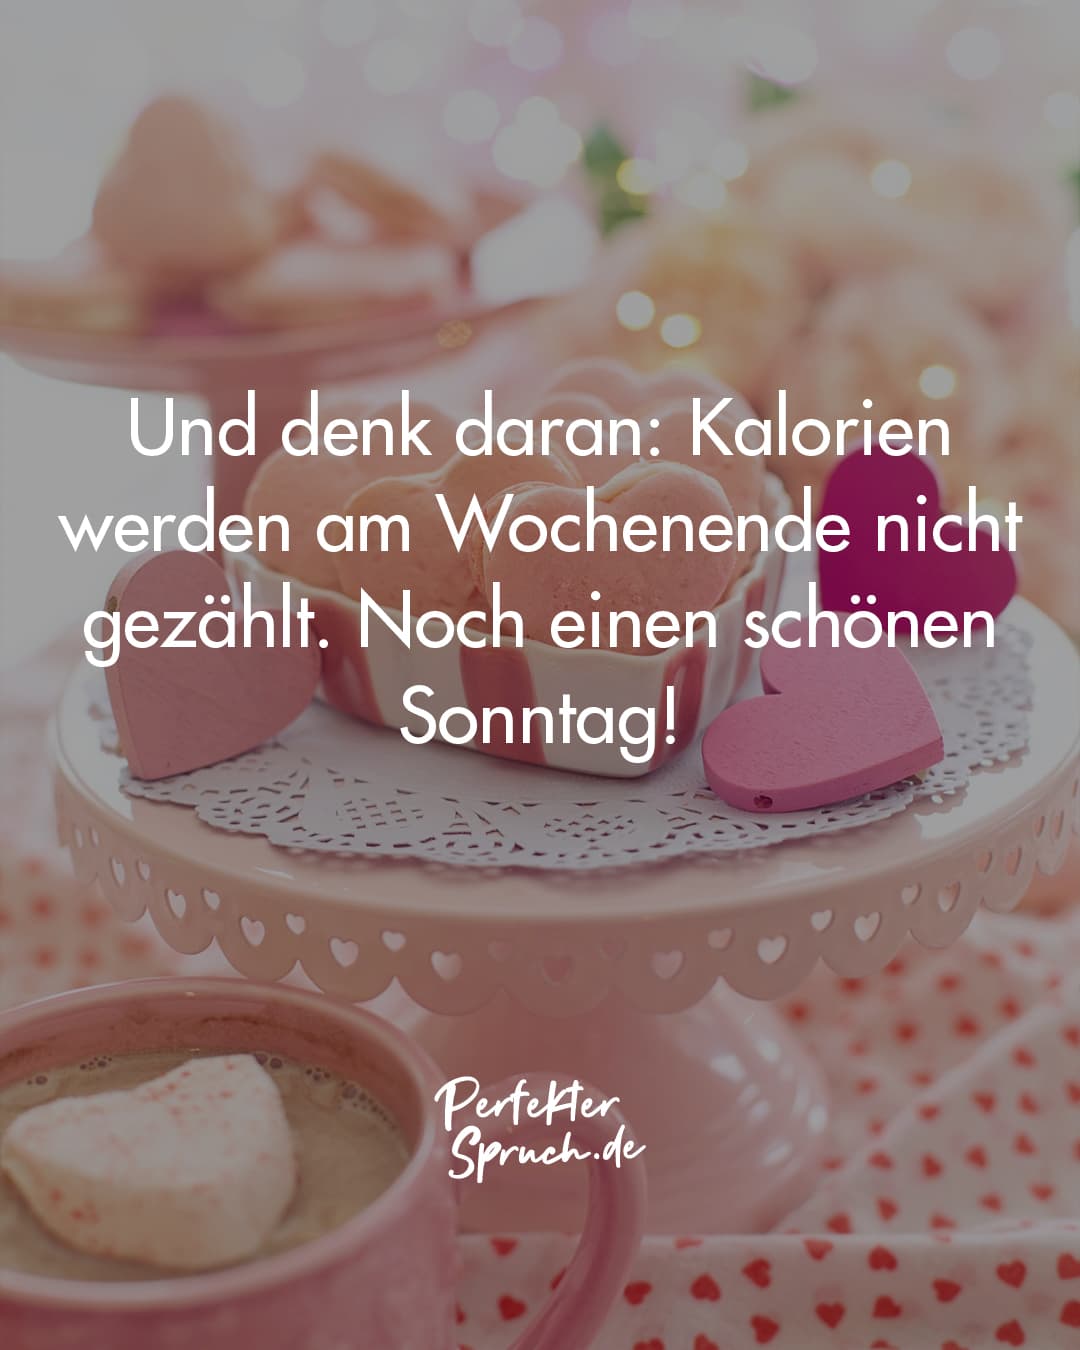 Und denk daran: Kalorien
werden am Wochenende nicht
gezählt. Noch einen schönen
Sonntag!
Perfekter
Spruch.de